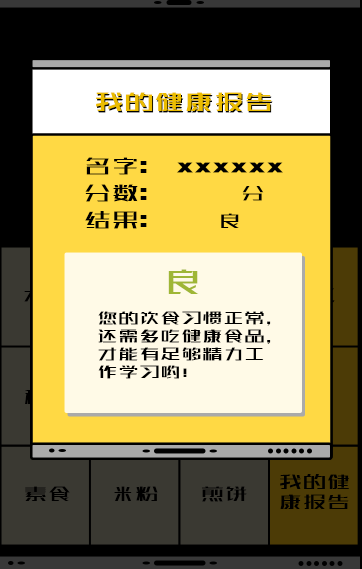 我的健康报告
名字: xxxxxx
分数: 分
结果: 良
良
您的饮食习惯正常,
还需多吃健康食品,
才能有足够精力工
作学习哟!
素食 米粉 煎饼 我的健
康报告